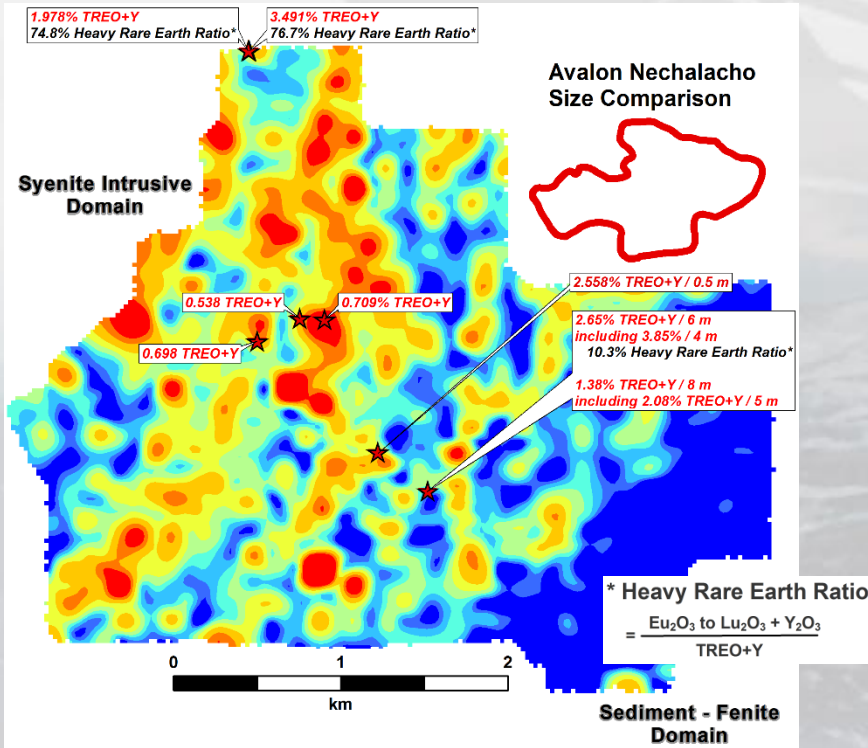 1.978% TREO+Y
74.8% Heavy Rare Earth Ratio*
3.491% TREO+Y
76.7% Heavy Rare Earth Ratio*
Avalon Nechalacho
Size Comparison
Syenite Intrusive
Domain
2.558% TREO+Y / 0.5 m
0.538 TREO+Y
0.709% TREO+Y
2.65% TREO+Y / 6 m
including 3.85% / 4 m
10.3% Heavy Rare Earth Ratio*
1.38% TREO+Y / 8 m
including 2.08% TREO+Y / 5 m
0.698 TREO+Y
* Heavy Rare Earth Ratio
= Eu₂O₃ to Lu₂O₃ + Y₂O₃
TREO+Y
0 1 2
km
Sediment - Fenite
Domain